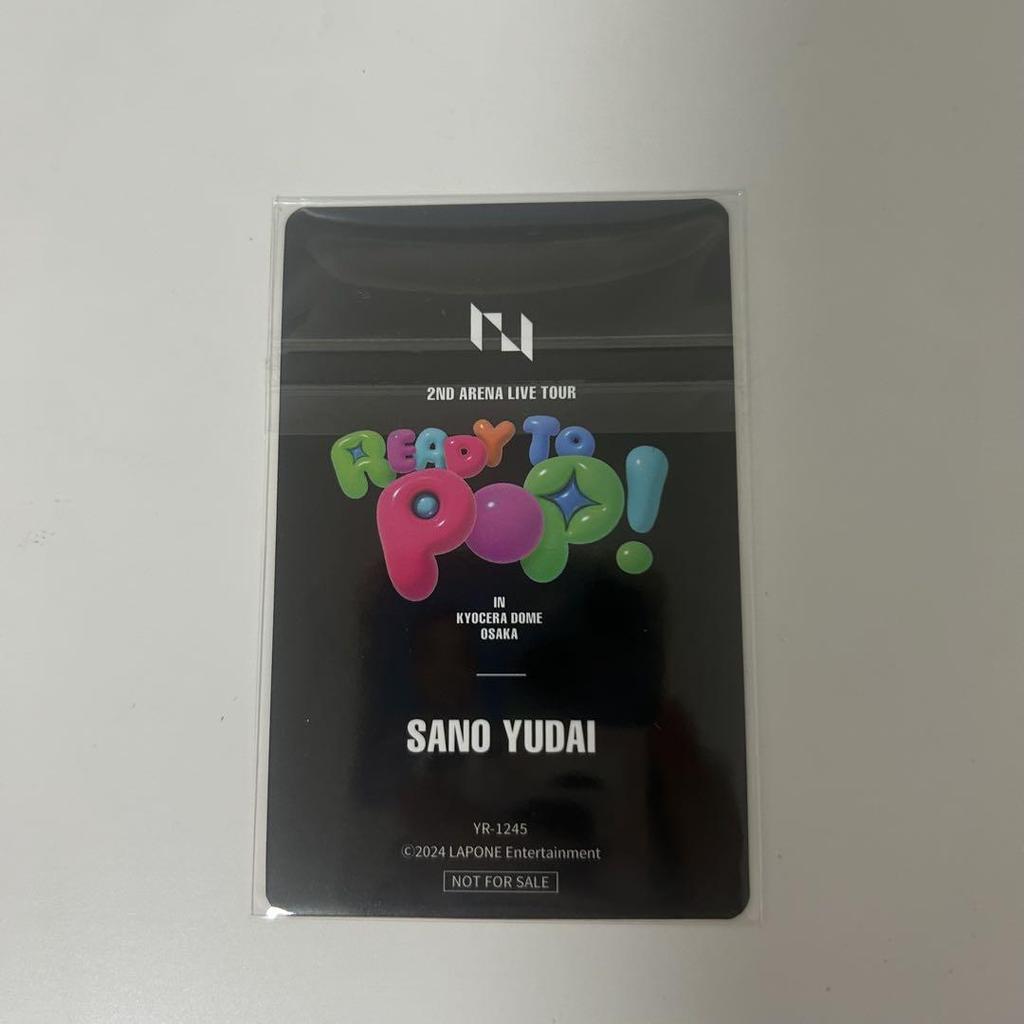 2ND ARENA LIVE TOUR
READY TO
POP!
IN
KYOCERA DOME
OSAKA
SANO YUDAI
YR-1245
©2024 LAPONE Entertainment
NOT FOR SALE